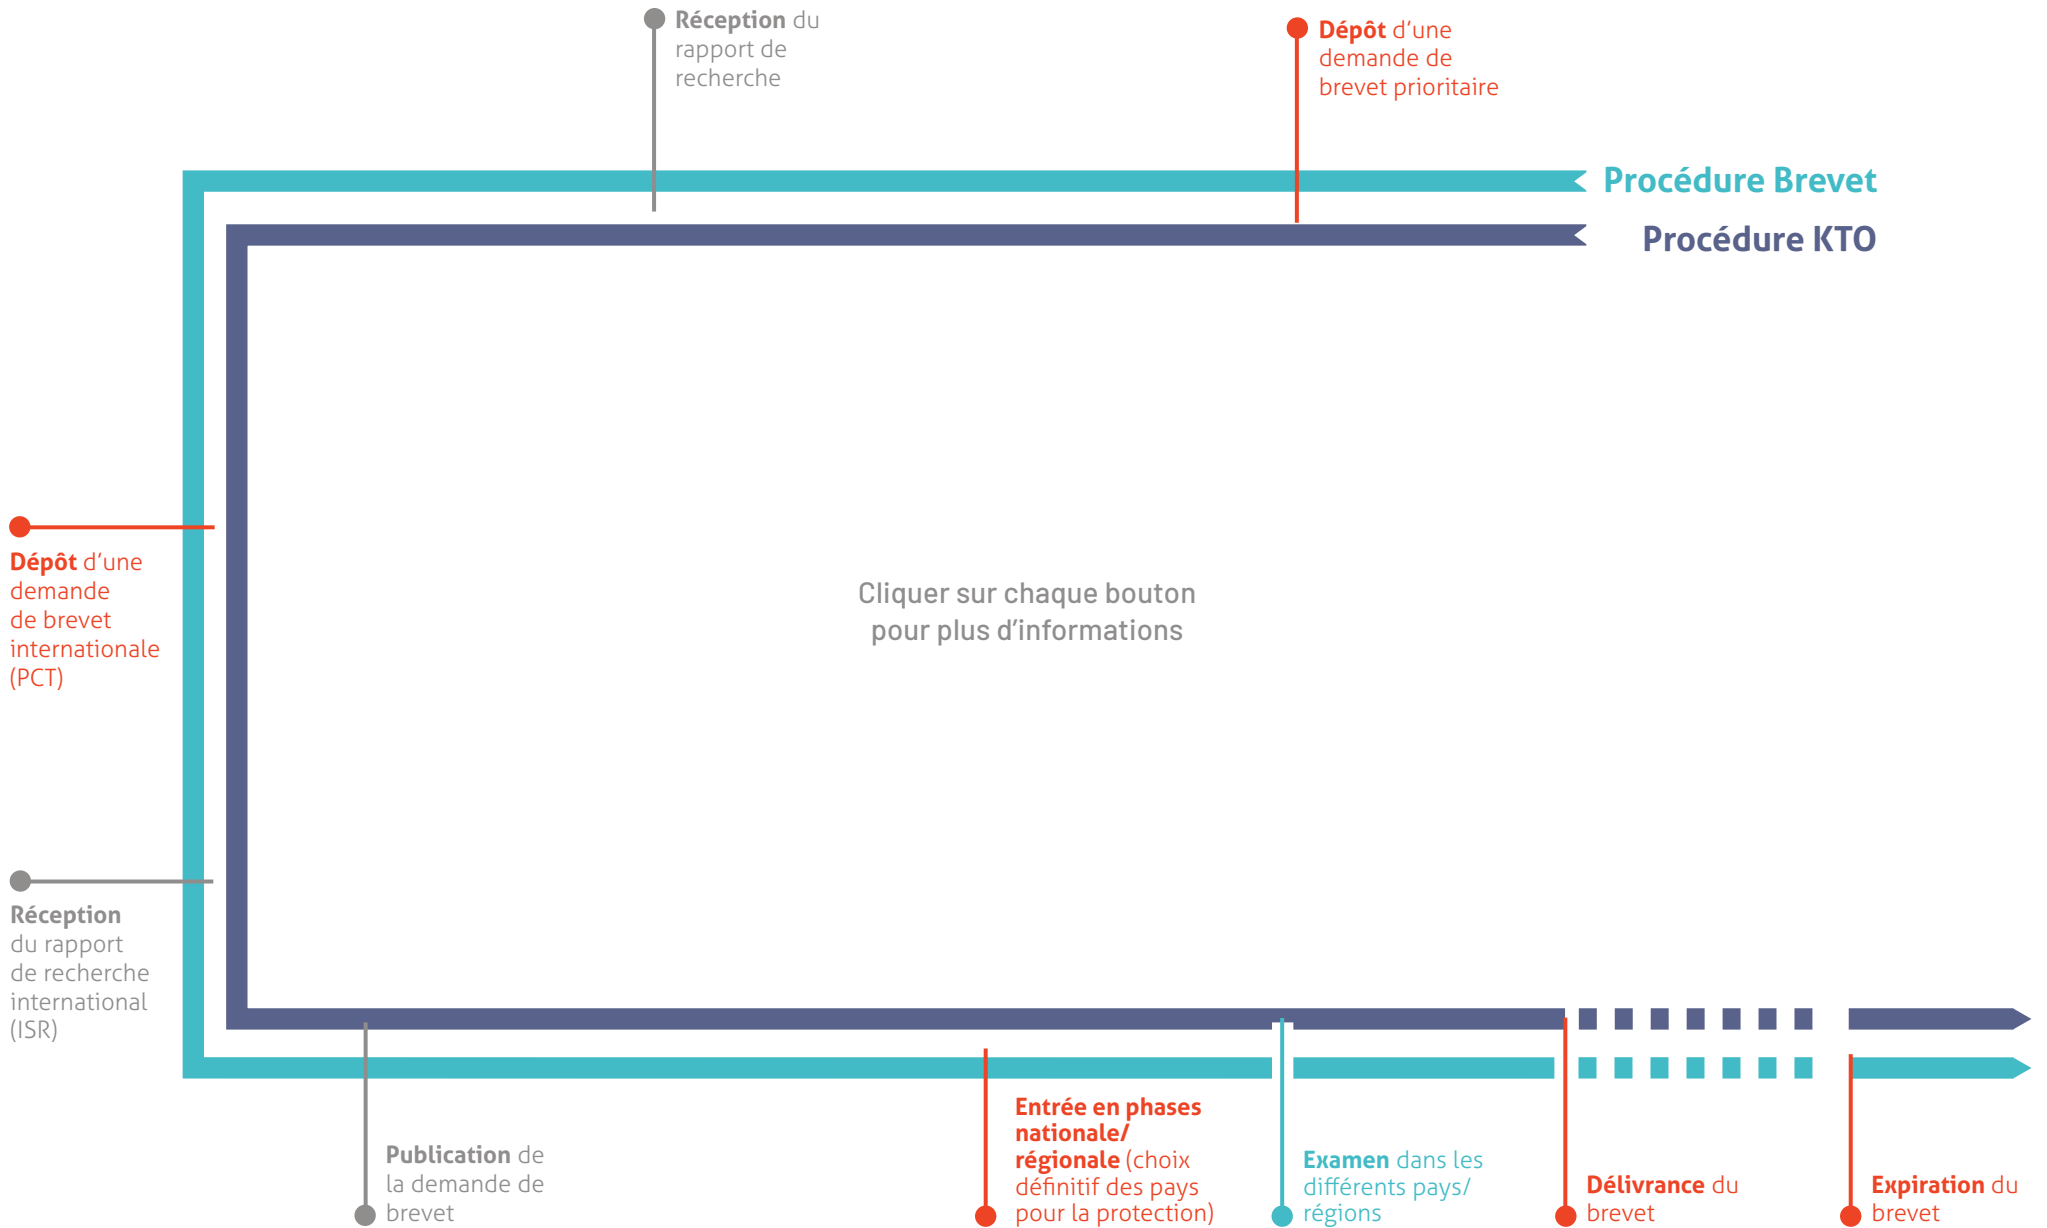 Réception du
rapport de
recherche
Dépôt d’une
demande de
brevet prioritaire
Procédure Brevet
Procédure KTO
Dépôt d’une
demande
de brevet
internationale
(PCT)
Cliquer sur chaque bouton
pour plus d’informations
Réception
du rapport
de recherche
international
(ISR)
Publication de
la demande de
brevet
Entrée en phases
nationale/
régionale (choix
définitif des pays
pour la protection)
Examen dans les
différents pays/
régions
Délivrance du
brevet
Expiration du
brevet